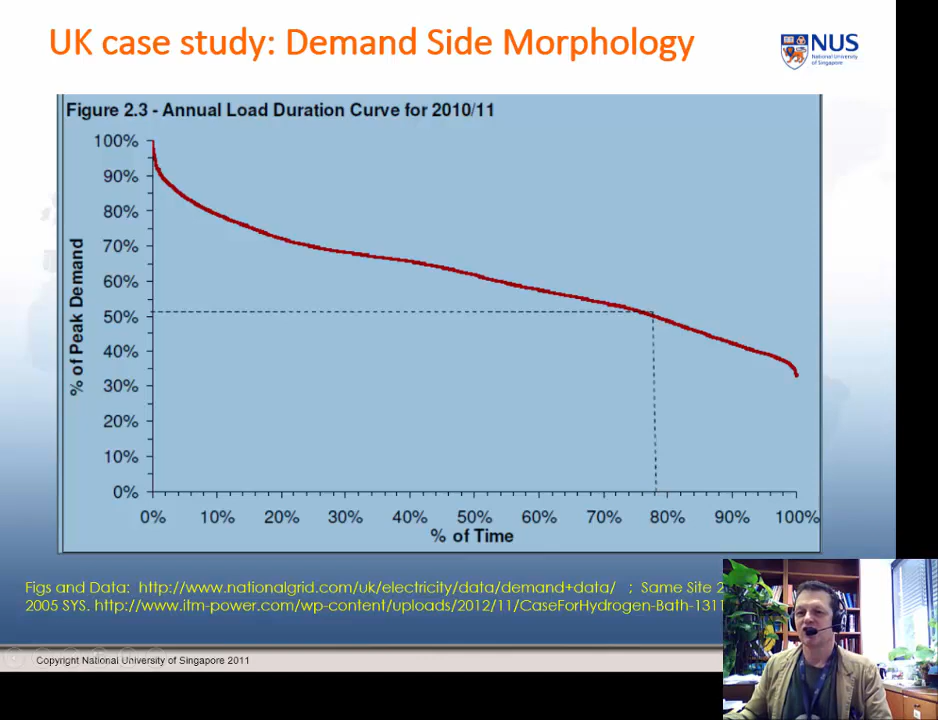 UK case study: Demand Side Morphology
NUS
National University
of Singapore
Figure 2.3 - Annual Load Duration Curve for 2010/11
100%
90%
80%
70%
60%
50%
40%
30%
20%
10%
0%
% of Peak Demand
0% 10% 20% 30% 40% 50% 60% 70% 80% 90% 100%
% of Time
Figs and Data: http://www.nationalgrid.com/uk/electricity/data/demand+data/ ; Same Site 2
2005 SYS. http://www.itm-power.com/wp-content/uploads/2012/11/CaseForHydrogen-Bath-1311
Copyright National University of Singapore 2011